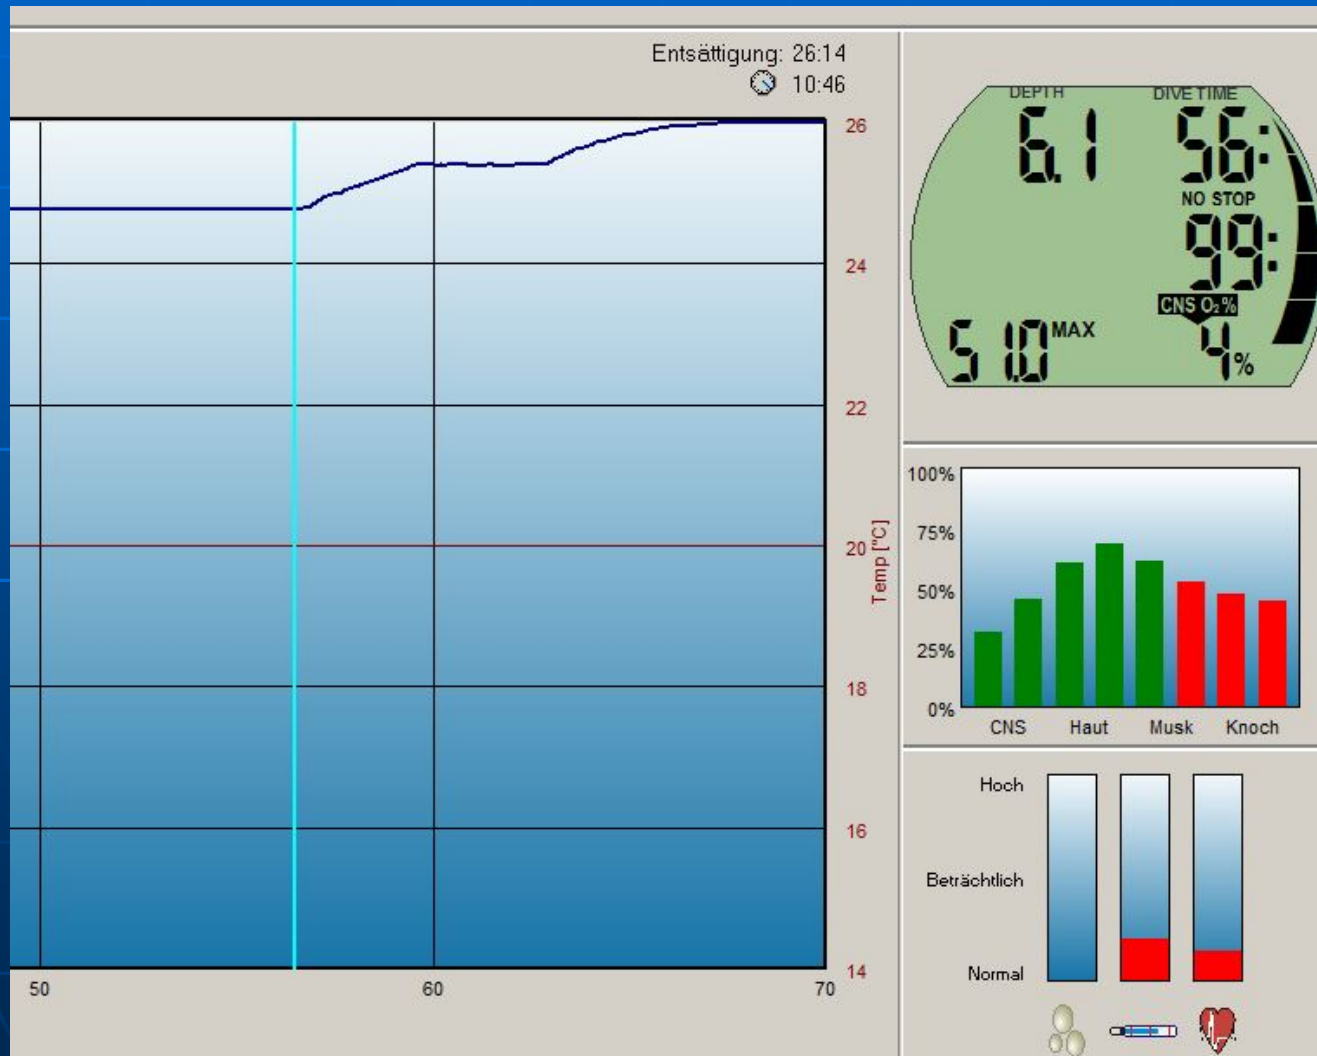 Entsättigung: 26:14
10:46
26
24
22
20
18
16
14
Temp [°C]
50 60 70
DEPTH DIVE TIME
6.1 56:
NO STOP
99:
CNS O₂%
51.0 MAX 4%
100%
75%
50%
25%
0%
CNS Haut Musk Knoch
Hoch
Beträchtlich
Normal